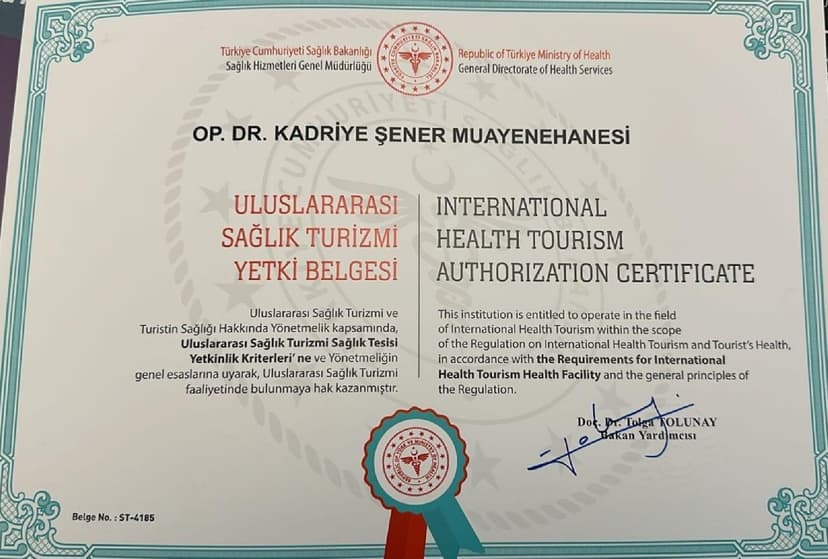 Türkiye Cumhuriyeti Sağlık Bakanlığı
Sağlık Hizmetleri Genel Müdürlüğü
Republic of Türkiye Ministry of Health
General Directorate of Health Services
OP. DR. KADRİYE ŞENER MUAYENEHANESİ
ULUSLARARASI
SAĞLIK TURİZMİ
YETKİ BELGESİ
INTERNATIONAL
HEALTH TOURISM
AUTHORIZATION CERTIFICATE
Uluslararası Sağlık Turizmi ve
Turistin Sağlığı Hakkında Yönetmelik kapsamında,
Uluslararası Sağlık Turizmi Sağlık Tesisi
Yetkinlik Kriterleri' ne ve Yönetmeliğin
genel esaslarına uyarak, Uluslararası Sağlık Turizmi
faaliyetinde bulunmaya hak kazanmıştır.
This institution is entitled to operate in the field
of International Health Tourism within the scope
of the Regulation on International Health Tourism and Tourist's Health,
in accordance with the Requirements for International
Health Tourism Health Facility and the general principles of
the Regulation.
Doç. Dr. Tolga TOLUNAY
Bakan Yardımcısı
Belge No. : ST-4185